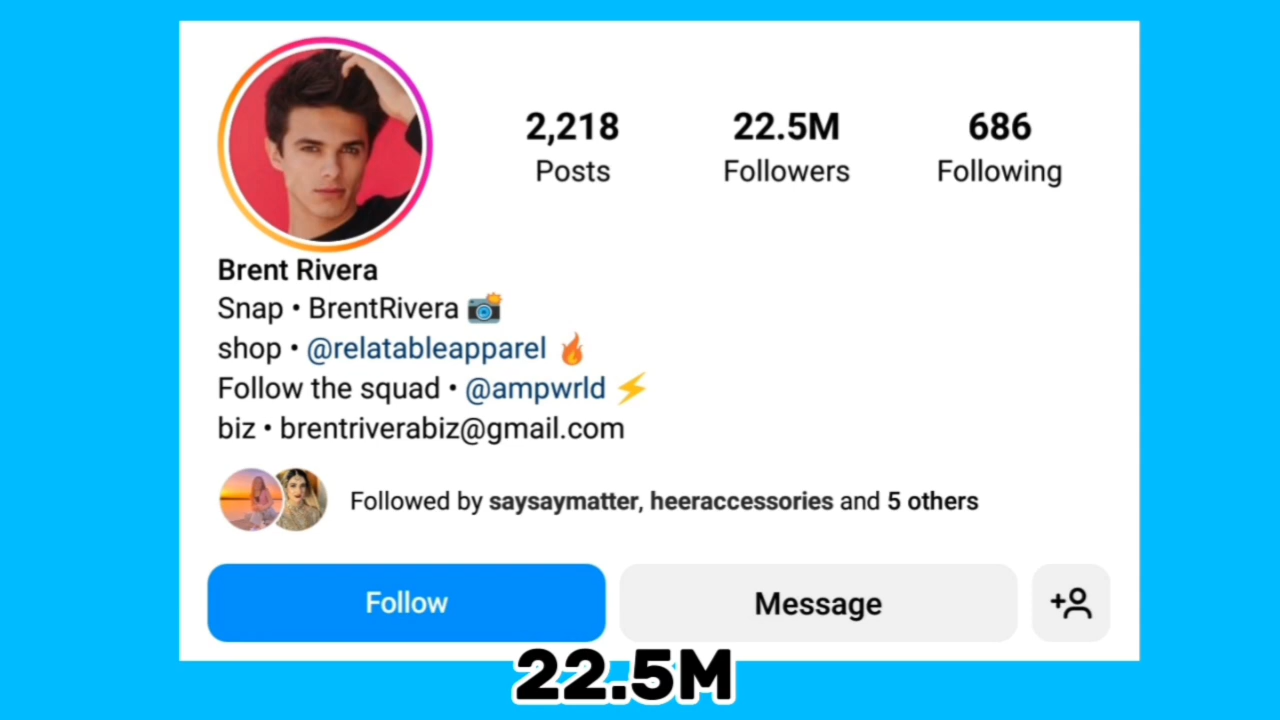 2,218 22.5M 686
Posts Followers Following
Brent Rivera
Snap • BrentRivera 📸
shop • @relatableapparel 🔥
Follow the squad • @ampwrld ⚡
biz • brentriverabiz@gmail.com
Followed by saysaymatter, heeraccessories and 5 others
Follow Message
22.5M